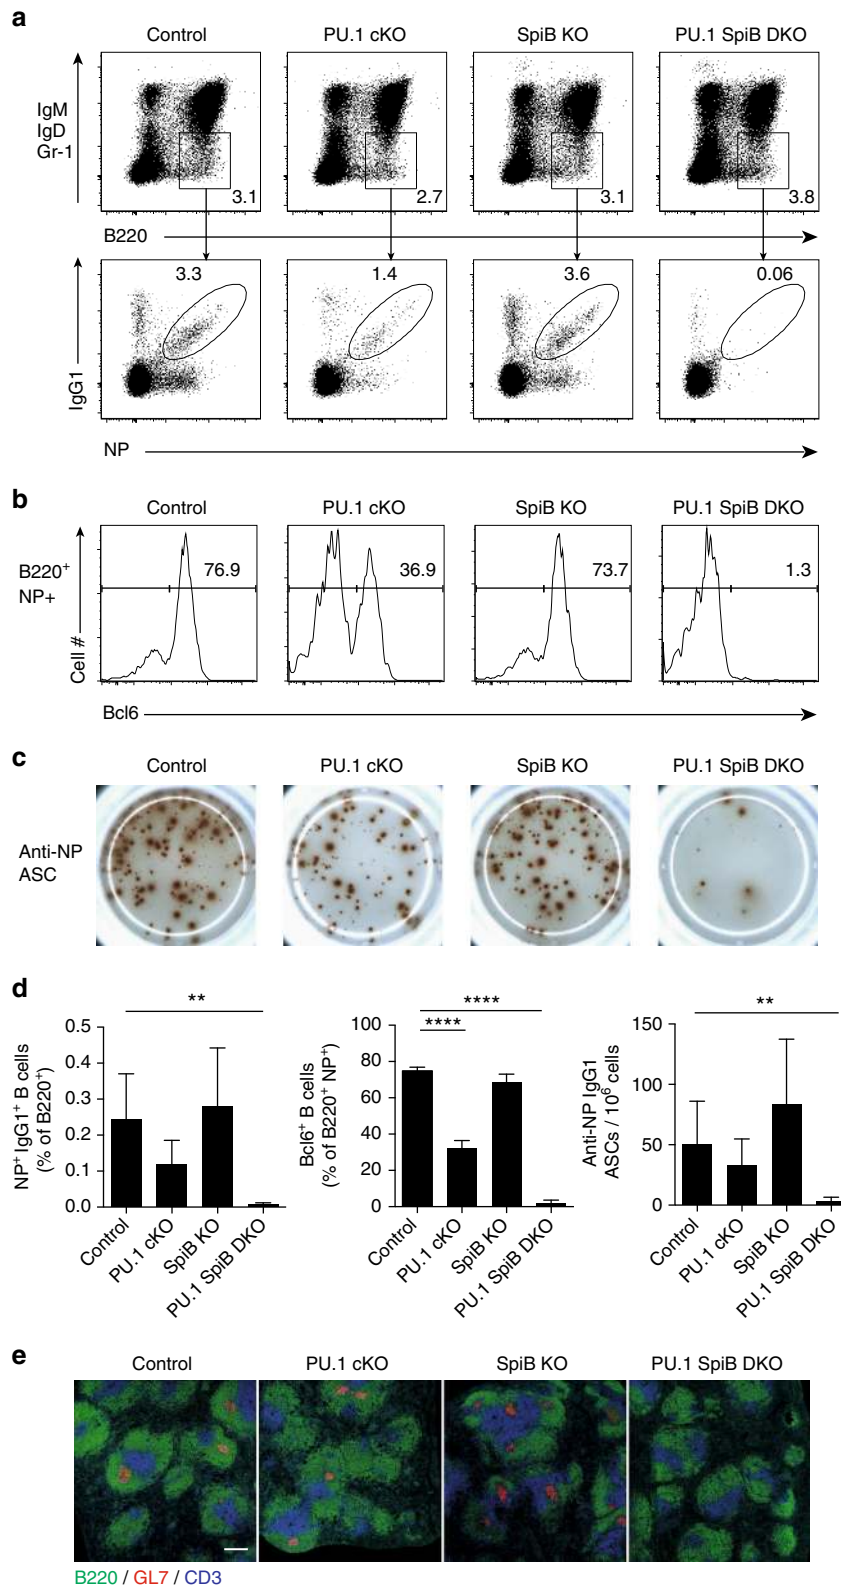 a
Control PU.1 cKO SpiB KO PU.1 SpiB DKO
IgM
IgD
Gr-1
3.1 2.7 3.1 3.8
B220
3.3 1.4 3.6 0.06
IgG1
NP
b
Control PU.1 cKO SpiB KO PU.1 SpiB DKO
B220⁺
NP+
76.9 36.9 73.7 1.3
Cell #
Bcl6
c
Control PU.1 cKO SpiB KO PU.1 SpiB DKO
Anti-NP
ASC
d
**
NP⁺ IgG1⁺ B cells
(% of B220⁺)
0.5
0.4
0.3
0.2
0.1
0.0
Control
PU.1 cKO
SpiB KO
PU.1 SpiB DKO
****
****
Bcl6⁺ B cells
(% of B220⁺ NP⁺)
100
80
60
40
20
0
Control
PU.1 cKO
SpiB KO
PU.1 SpiB DKO
**
Anti-NP IgG1
ASCs / 10⁶ cells
150
100
50
0
Control
PU.1 cKO
SpiB KO
PU.1 SpiB DKO
e
Control PU.1 cKO SpiB KO PU.1 SpiB DKO
B220 / GL7 / CD3